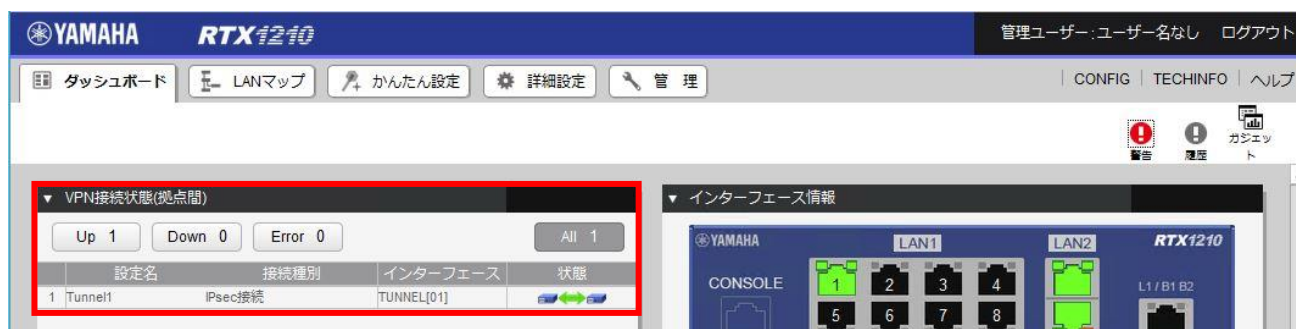 YAMAHA RTX1210 管理ユーザー:ユーザー名なし ログアウト
ダッシュボード LANマップ かんたん設定 詳細設定 管 理 CONFIG TECHINFO ヘルプ
警告 履歴 ガジェッ
ト
▼ VPN接続状態(拠点間)
Up 1 Down 0 Error 0 All 1
設定名 接続種別 インターフェース 状態
1 Tunnel1 IPsec接続 TUNNEL[01]
▼ インターフェース情報
YAMAHA LAN1 LAN2 RTX1210
CONSOLE 1 2 3 4 L1 / B1 B2
5 6 7 8